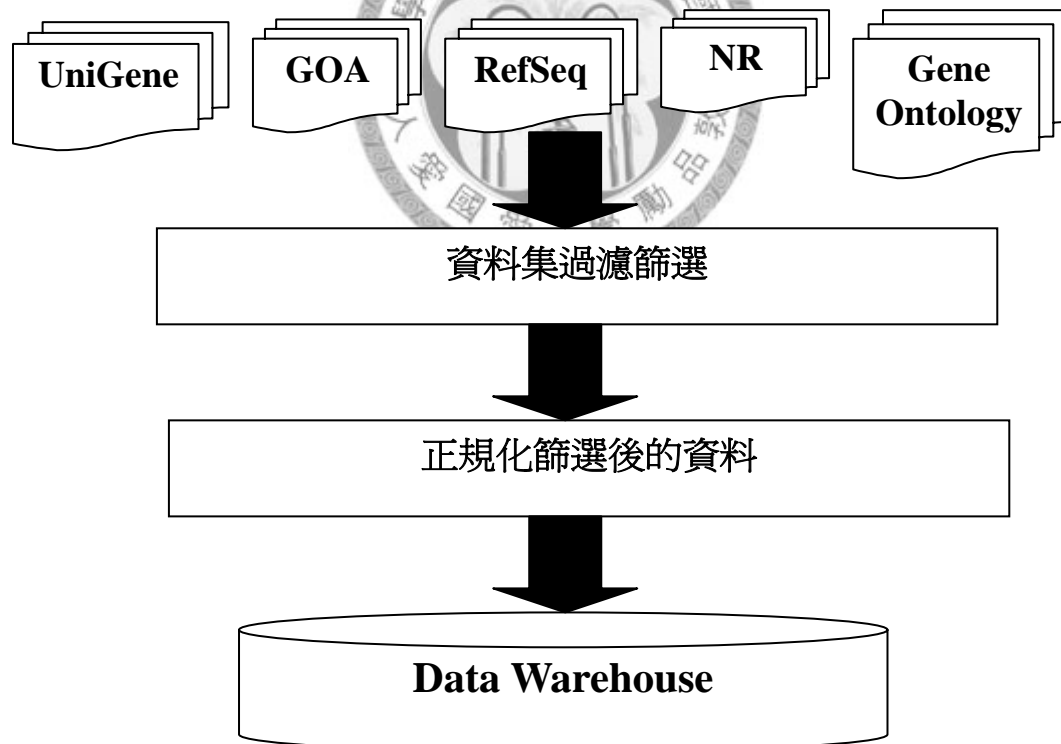 UniGene
GOA
RefSeq
NR
Gene
Ontology
資料集過濾篩選
正規化篩選後的資料
Data Warehouse